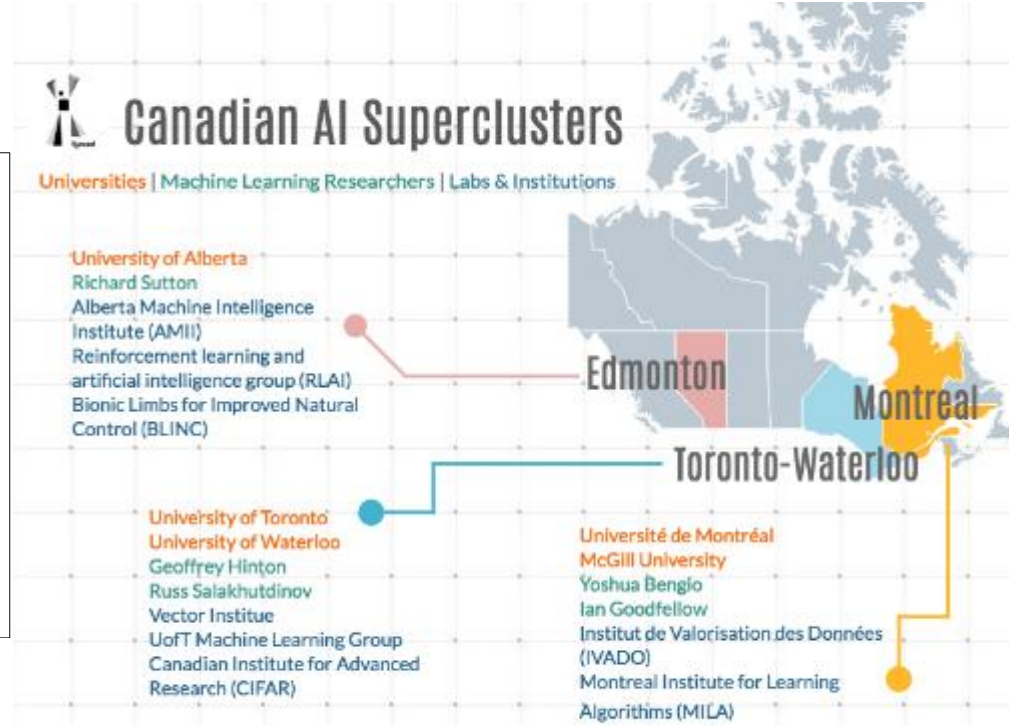 Canadian AI Superclusters
Universities | Machine Learning Researchers | Labs & Institutions
University of Alberta
Richard Sutton
Alberta Machine Intelligence
Institute (AMII)
Reinforcement learning and
artificial intelligence group (RLAI)
Bionic Limbs for Improved Natural
Control (BLINC)
Edmonton
Montreal
Toronto-Waterloo
University of Toronto
University of Waterloo
Geoffrey Hinton
Russ Salakhutdinov
Vector Institue
UofT Machine Learning Group
Canadian Institute for Advanced
Research (CIFAR)
Université de Montréal
McGill University
Yoshua Bengio
Ian Goodfellow
Institut de Valorisation des Données
(IVADO)
Montreal Institute for Learning
Algorithms (MILA)